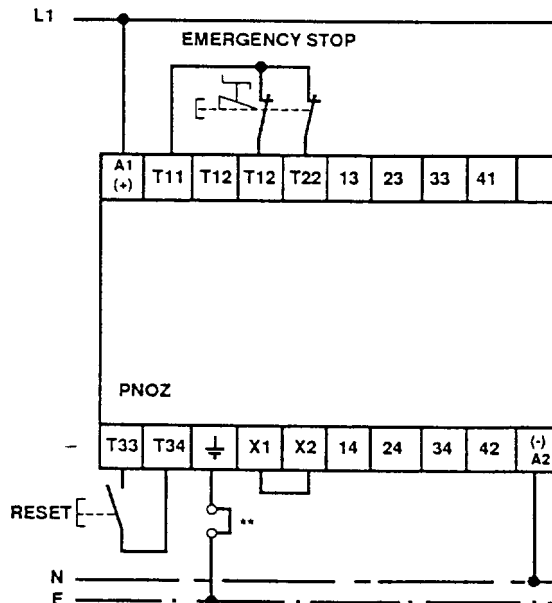 L1
EMERGENCY STOP
A1 (+) T11 T12 T12 T22 13 23 33 41
PNOZ
T33 T34 X1 X2 14 24 34 42 (-) A2
RESET
**
N